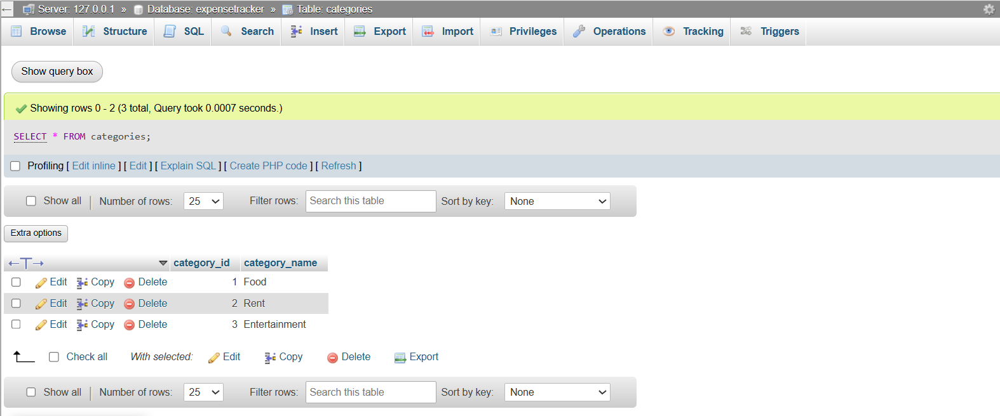 Server: 127.0.0.1 » Database: expensetracker » Table: categories
Browse Structure SQL Search Insert Export Import Privileges Operations Tracking Triggers
Show query box
Showing rows 0 - 2 (3 total, Query took 0.0007 seconds.)
SELECT * FROM categories;
Profiling [ Edit inline ] [ Edit ] [ Explain SQL ] [ Create PHP code ] [ Refresh ]
Show all | Number of rows: 25 Filter rows: Search this table Sort by key: None
Extra options
←T→ category_id category_name
Edit Copy Delete 1 Food
Edit Copy Delete 2 Rent
Edit Copy Delete 3 Entertainment
Check all With selected: Edit Copy Delete Export
Show all | Number of rows: 25 Filter rows: Search this table Sort by key: None